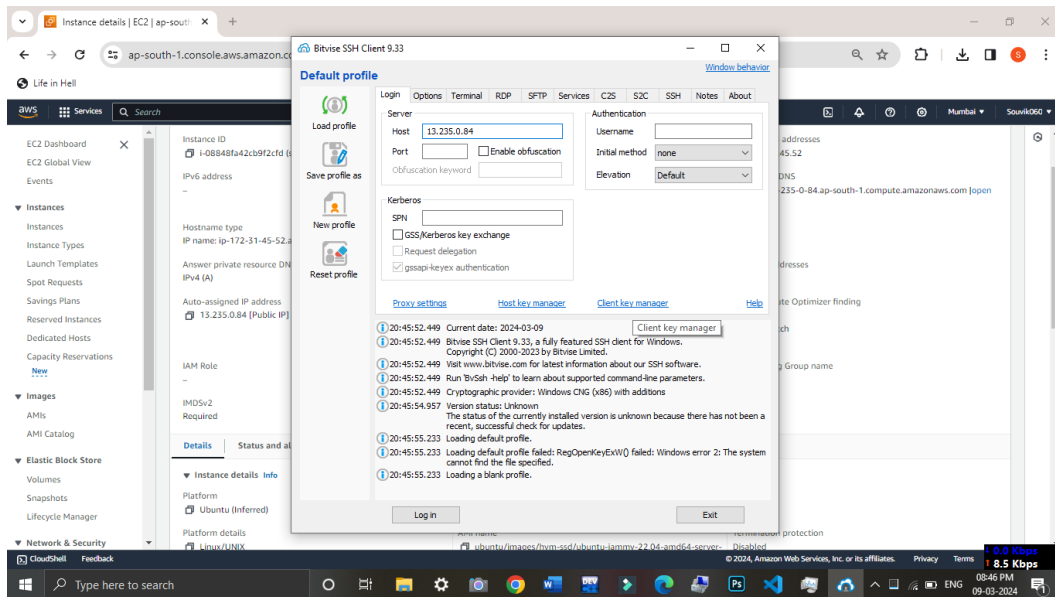 Instance details | EC2 | ap-south
ap-south-1.console.aws.amazon.co
Life in Hell
aws
Services
Search
Mumbai
Souvik060
EC2 Dashboard
EC2 Global View
Events
Instances
Instances
Instance Types
Launch Templates
Spot Requests
Savings Plans
Reserved Instances
Dedicated Hosts
Capacity Reservations
New
Images
AMIs
AMI Catalog
Elastic Block Store
Volumes
Snapshots
Lifecycle Manager
Network & Security
Instance ID
i-08848fa42cb9f2cfd (s
IPv6 address
–
Hostname type
IP name: ip-172-31-45-52.a
Answer private resource DN
IPv4 (A)
Auto-assigned IP address
13.235.0.84 [Public IP]
IAM Role
–
IMDSv2
Required
Details
Status and al
Instance details Info
Platform
Ubuntu (Inferred)
Platform details
Linux/UNIX
Bitvise SSH Client 9.33
Default profile
Window behavior
Load profile
Save profile as
New profile
Reset profile
Login Options Terminal RDP SFTP Services C2S S2C SSH Notes About
Server
Host 13.235.0.84
Port
Enable obfuscation
Obfuscation keyword
Authentication
Username
Initial method none
Elevation Default
Kerberos
SPN
GSS/Kerberos key exchange
Request delegation
gssapi-keyex authentication
Proxy settings Host key manager Client key manager Help
Client key manager
20:45:52.449 Current date: 2024-03-09
20:45:52.449 Bitvise SSH Client 9.33, a fully featured SSH client for Windows.
Copyright (C) 2000-2023 by Bitvise Limited.
20:45:52.449 Visit www.bitvise.com for latest information about our SSH software.
20:45:52.449 Run 'BvSsh -help' to learn about supported command-line parameters.
20:45:52.449 Cryptographic provider: Windows CNG (x86) with additions
20:45:54.957 Version status: Unknown
The status of the currently installed version is unknown because there has not been a
recent, successful check for updates.
20:45:55.233 Loading default profile.
20:45:55.233 Loading default profile failed: RegOpenKeyExW() failed: Windows error 2: The system
cannot find the file specified.
20:45:55.233 Loading a blank profile.
Log in
Exit
addresses
45.52
DNS
235-0-84.ap-south-1.compute.amazonaws.com |open
dresses
ute Optimizer finding
ch
g Group name
AMI name
ubuntu/images/hvm-ssd/ubuntu-jammy-22.04-amd64-server-
Termination protection
Disabled
CloudShell Feedback
© 2024, Amazon Web Services, Inc. or its affiliates. Privacy Terms
0.0 Kbps
8.5 Kbps
Type here to search
ENG
08:46 PM
09-03-2024